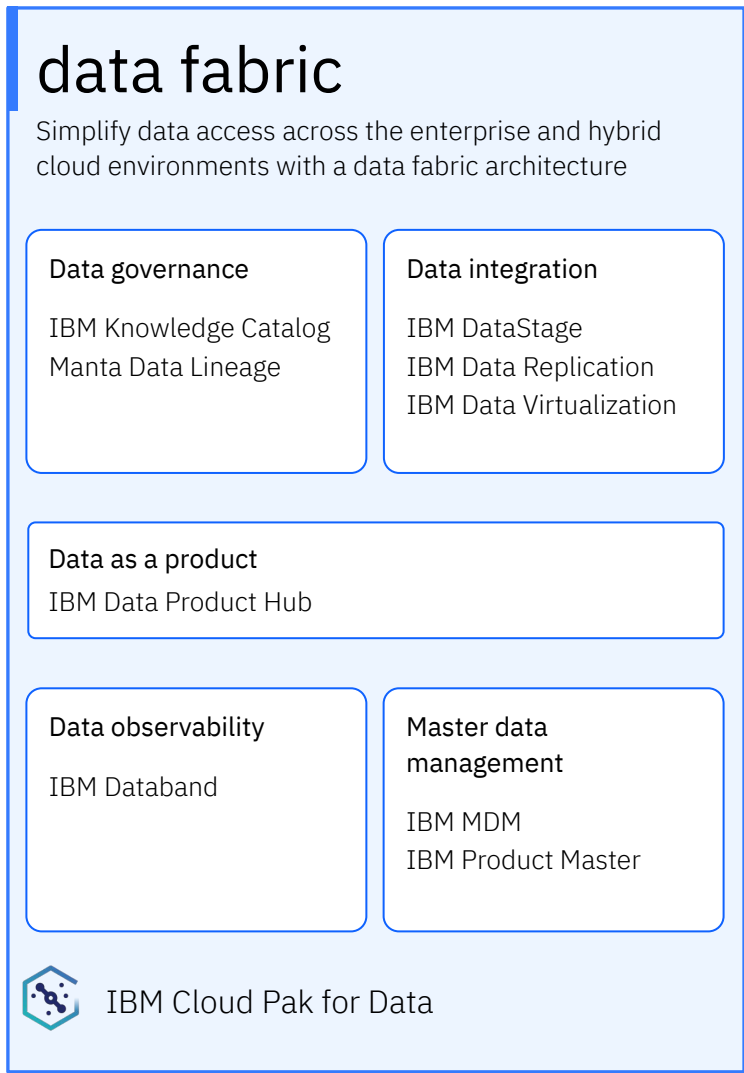 data fabric
Simplify data access across the enterprise and hybrid
cloud environments with a data fabric architecture
Data governance
IBM Knowledge Catalog
Manta Data Lineage
Data integration
IBM DataStage
IBM Data Replication
IBM Data Virtualization
Data as a product
IBM Data Product Hub
Data observability
IBM Databand
Master data
management
IBM MDM
IBM Product Master
IBM Cloud Pak for Data